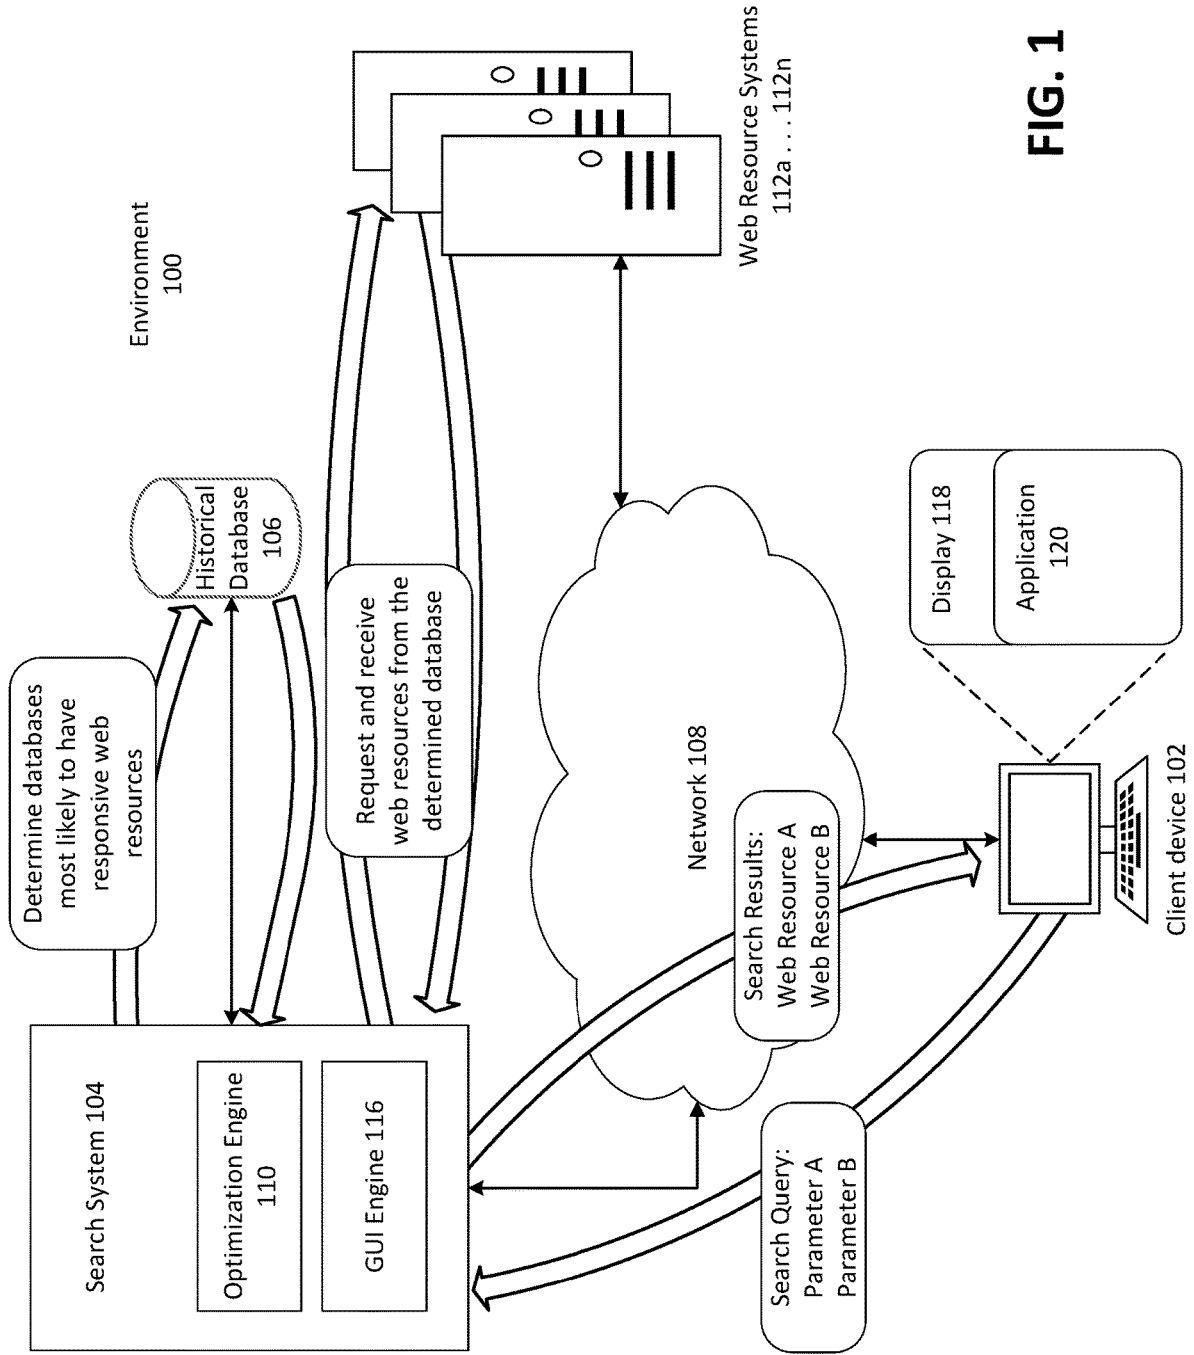 Environment
100
Search System 104
Optimization Engine
110
GUI Engine 116
Determine databases
most likely to have
responsive web
resources
Historical
Database
106
Request and receive
web resources from the
determined database
Web Resource Systems
112a . . . 112n
Network 108
Search Results:
Web Resource A
Web Resource B
Search Query:
Parameter A
Parameter B
Display 118
Application
120
Client device 102
FIG. 1